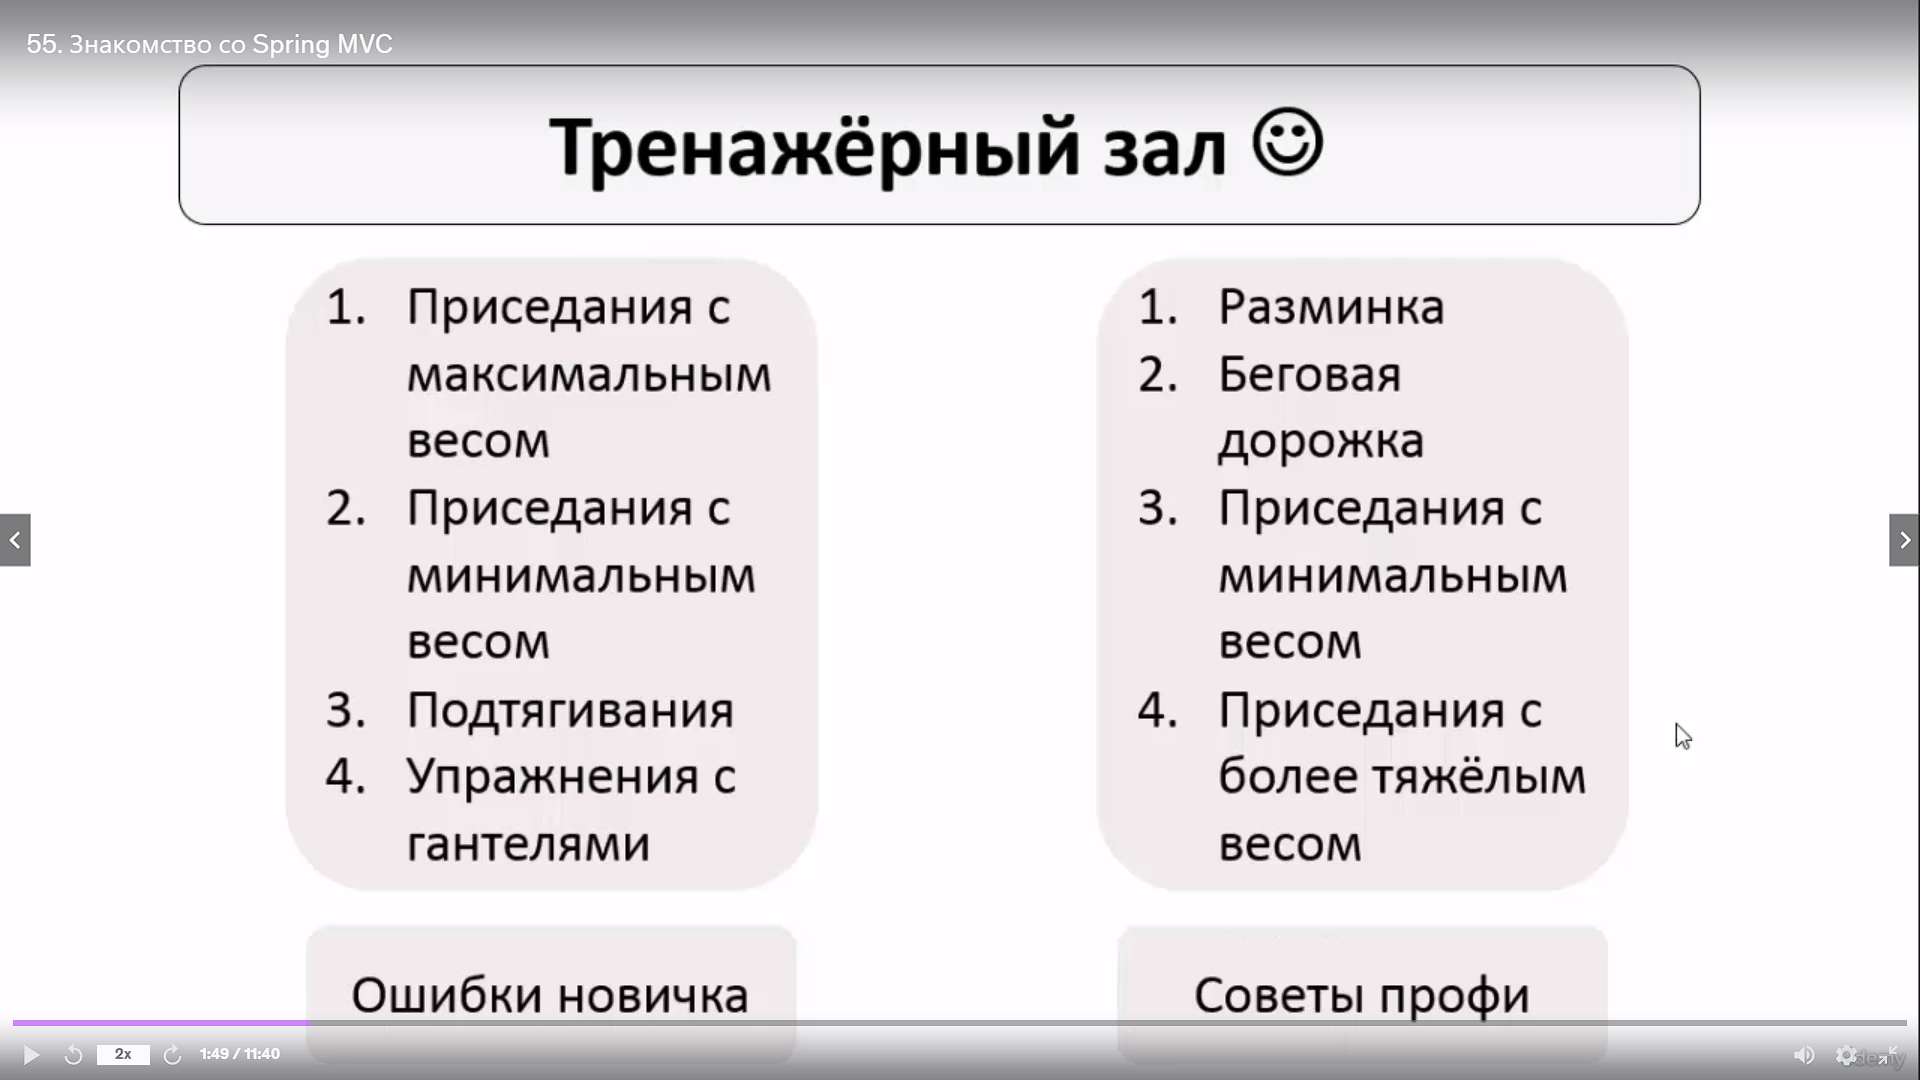 55. Знакомство со Spring MVC
Тренажёрный зал ☺
1. Приседания с
максимальным
весом
2. Приседания с
минимальным
весом
3. Подтягивания
4. Упражнения с
гантелями
Ошибки новичка
1. Разминка
2. Беговая
дорожка
3. Приседания с
минимальным
весом
4. Приседания с
более тяжёлым
весом
Советы профи
2x
1:49 / 11:40